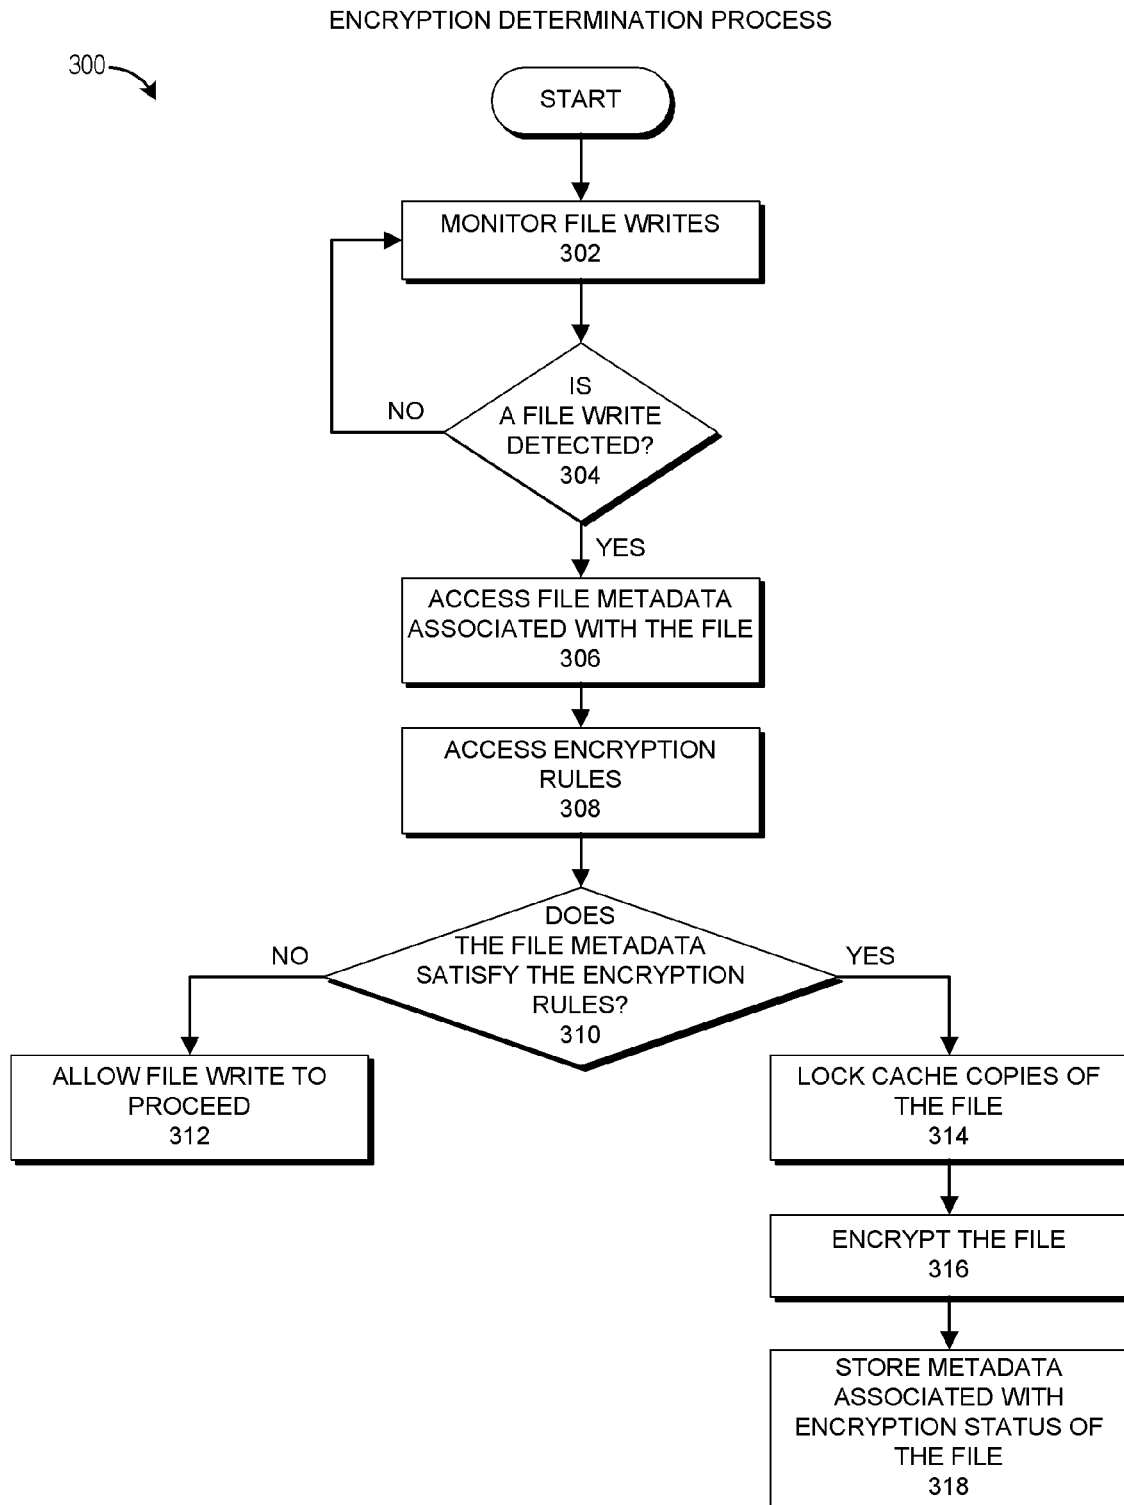 ENCRYPTION DETERMINATION PROCESS
300
START
MONITOR FILE WRITES
302
IS
A FILE WRITE
DETECTED?
304
NO
YES
ACCESS FILE METADATA
ASSOCIATED WITH THE FILE
306
ACCESS ENCRYPTION
RULES
308
DOES
THE FILE METADATA
SATISFY THE ENCRYPTION
RULES?
310
NO
YES
ALLOW FILE WRITE TO
PROCEED
312
LOCK CACHE COPIES OF
THE FILE
314
ENCRYPT THE FILE
316
STORE METADATA
ASSOCIATED WITH
ENCRYPTION STATUS OF
THE FILE
318